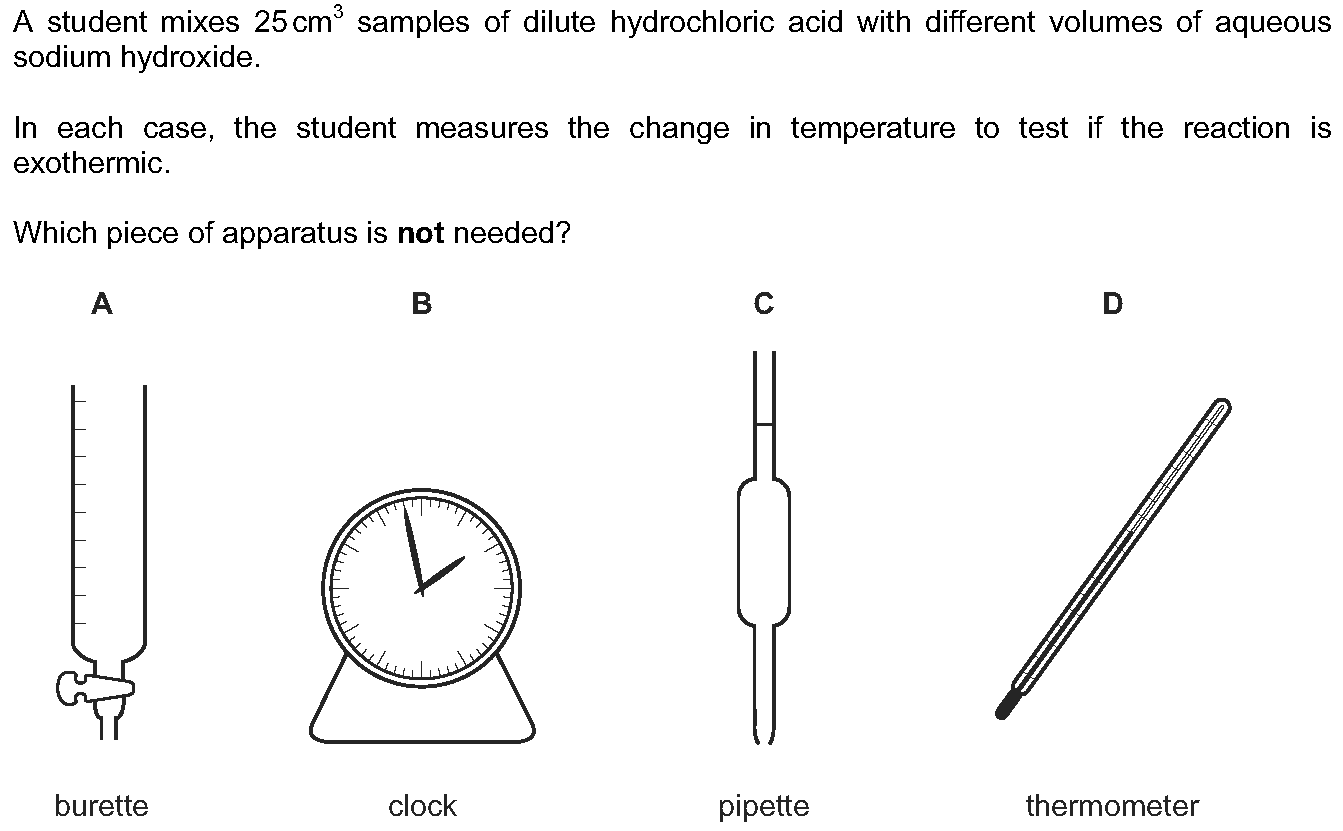 A student mixes 25 cm³ samples of dilute hydrochloric acid with different volumes of aqueous
sodium hydroxide.
In each case, the student measures the change in temperature to test if the reaction is
exothermic.
Which piece of apparatus is not needed?
A B C D
burette clock pipette thermometer